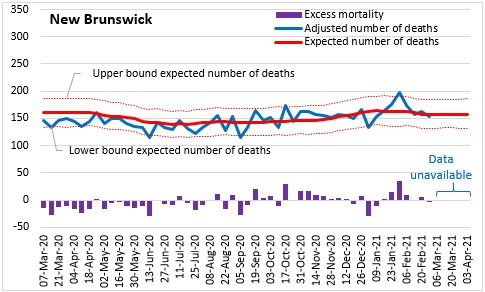 New Brunswick
Excess mortality
Adjusted number of deaths
Expected number of deaths
350
300
250
200
150
100
50
0
-50
Upper bound expected number of deaths
Lower bound expected number of deaths
Data
unavailable
07-Mar-20
21-Mar-20
04-Apr-20
18-Apr-20
02-May-20
16-May-20
30-May-20
13-Jun-20
27-Jun-20
11-Jul-20
25-Jul-20
08-Aug-20
22-Aug-20
05-Sep-20
19-Sep-20
03-Oct-20
17-Oct-20
31-Oct-20
14-Nov-20
28-Nov-20
12-Dec-20
26-Dec-20
09-Jan-21
23-Jan-21
06-Feb-21
20-Feb-21
06-Mar-21
20-Mar-21
03-Apr-21